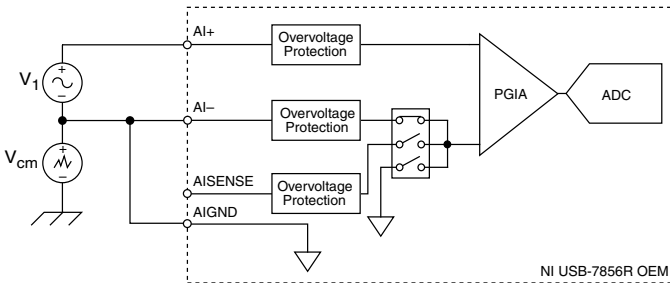 AI+
Overvoltage
Protection
V1
+
–
PGIA
ADC
AI–
Overvoltage
Protection
Vcm
+
–
AISENSE
Overvoltage
Protection
AIGND
NI USB-7856R OEM